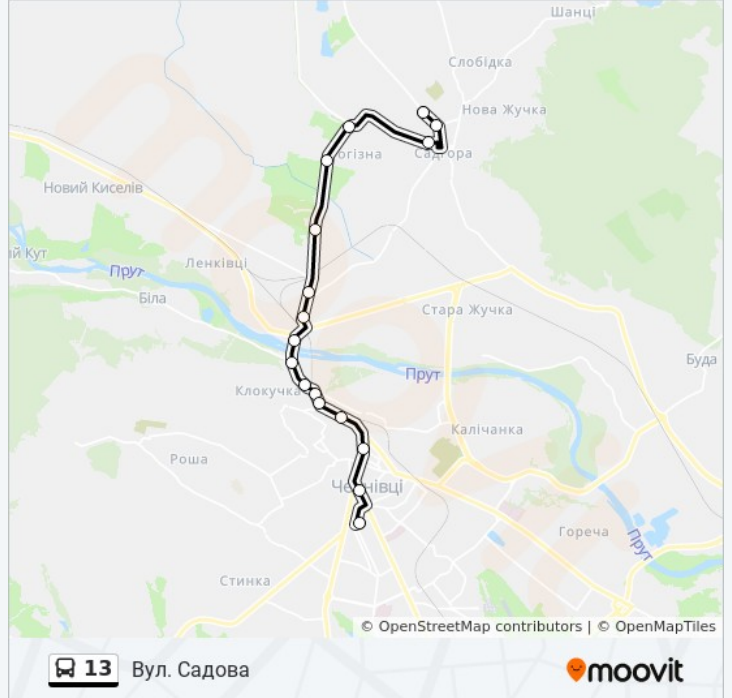 Шанці
Слобідка
Нова Жучка
Садгора
Новий Киселів
Ленківці
Прут
Біла
Стара Жучка
Буда
Прут
Клокучка
Калічанка
Роша
Чернівці
Гореча
Прут
Стинка
© OpenStreetMap contributors | © OpenMapTiles
13 Вул. Садова moovit